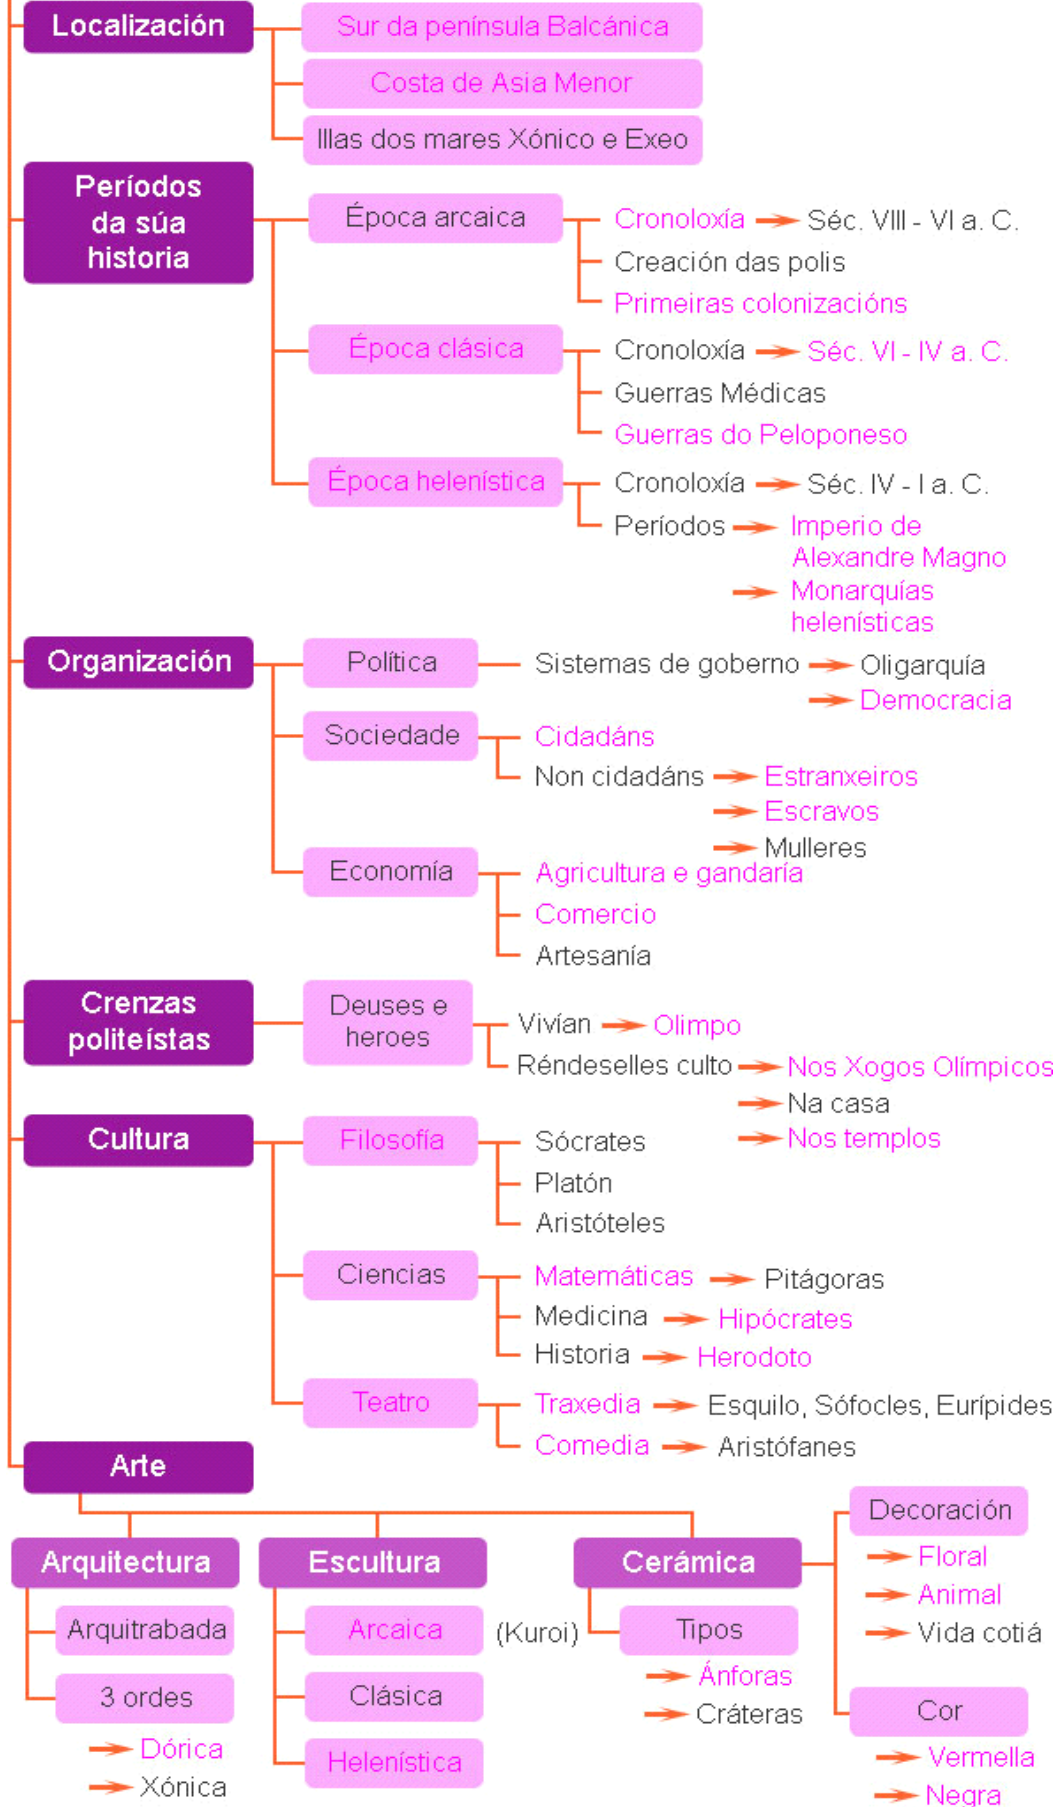 Localización
Sur da península Balcánica
Costa de Asia Menor
Illas dos mares Xónico e Exeo
Períodos
da súa
historia
Época arcaica
Cronoloxía
Séc. VIII - VI a. C.
Creación das polis
Primeiras colonizacións
Época clásica
Cronoloxía
Séc. VI - IV a. C.
Guerras Médicas
Guerras do Peloponeso
Época helenística
Cronoloxía
Séc. IV - I a. C.
Períodos
Imperio de
Alexandre Magno
Monarquías
helenísticas
Organización
Política
Sistemas de goberno
Oligarquía
Democracia
Sociedade
Cidadáns
Non cidadáns
Estranxeiros
Escravos
Mulleres
Economía
Agricultura e gandaría
Comercio
Artesanía
Crenzas
politeístas
Deuses e
heroes
Vivían
Olimpo
Réndeselles culto
Nos Xogos Olímpicos
Na casa
Nos templos
Cultura
Filosofía
Sócrates
Platón
Aristóteles
Ciencias
Matemáticas
Pitágoras
Medicina
Hipócrates
Historia
Herodoto
Teatro
Traxedia
Esquilo, Sófocles, Eurípides
Comedia
Aristófanes
Arte
Arquitectura
Arquitrabada
3 ordes
Dórica
Xónica
Escultura
Arcaica
(Kuroi)
Clásica
Helenística
Cerámica
Tipos
Ánforas
Cráteras
Decoración
Floral
Animal
Vida cotiá
Cor
Vermella
Negra